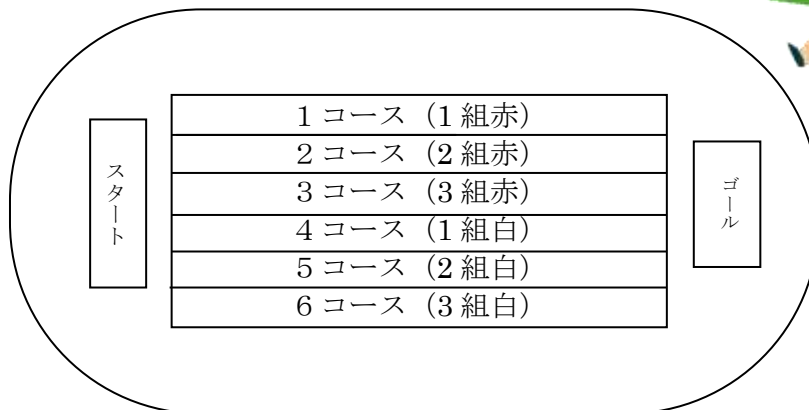 スタート
１コース（1 組赤）
２コース（2 組赤）
３コース（3 組赤）
４コース（1 組白）
５コース（2 組白）
６コース（3 組白）
ゴール